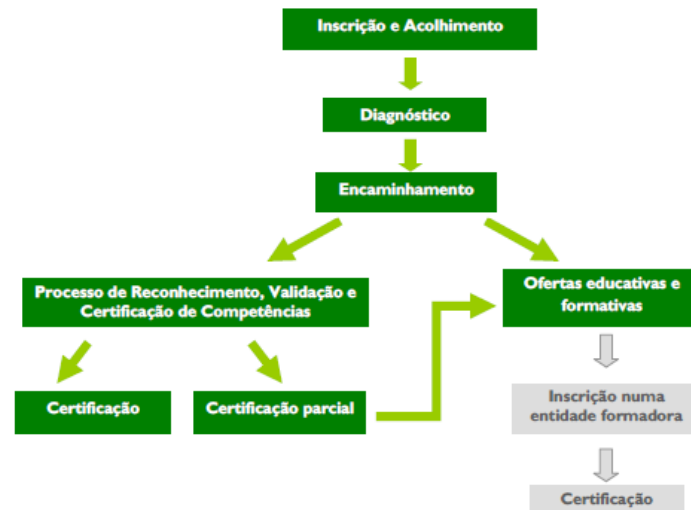 Inscrição e Acolhimento
Diagnóstico
Encaminhamento
Processo de Reconhecimento, Validação e
Certificação de Competências
Ofertas educativas e
formativas
Certificação
Certificação parcial
Inscrição numa
entidade formadora
Certificação